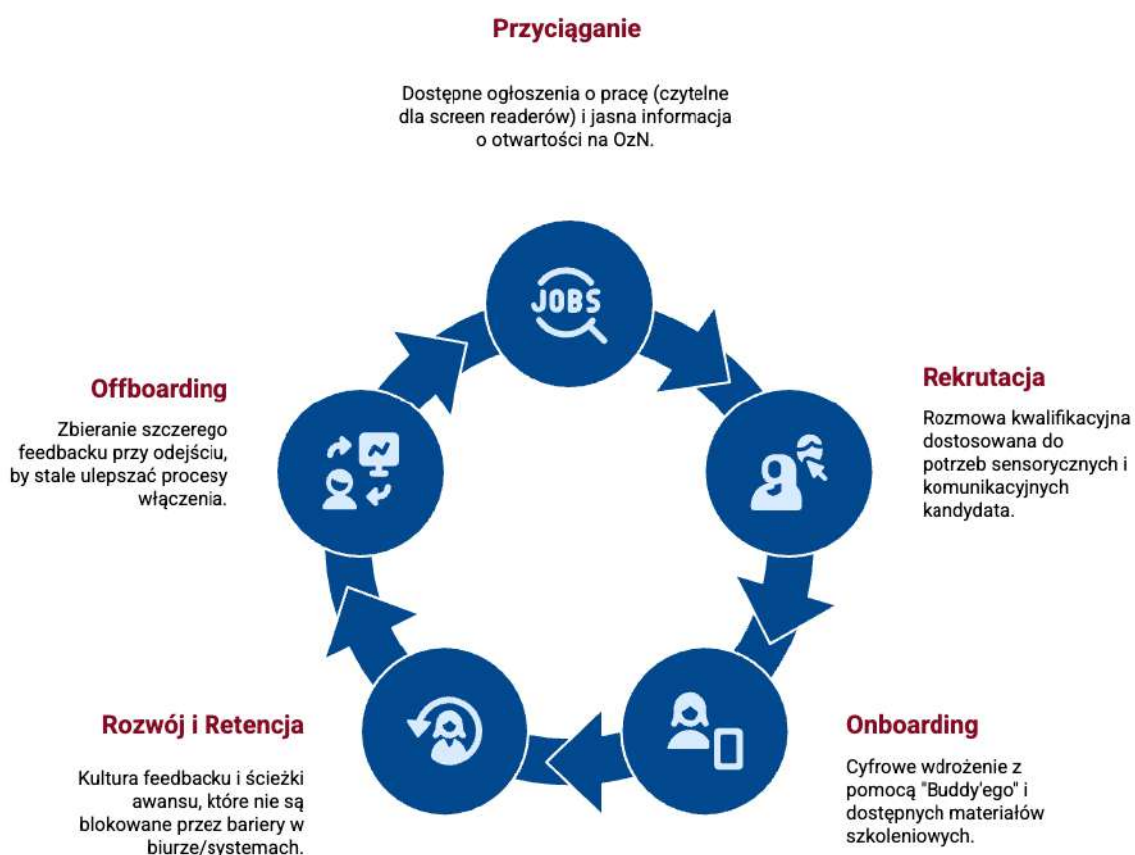 Przyciąganie
Dostępne ogłoszenia o pracę (czytelne
dla screen readerów) i jasna informacja
o otwartości na OzN.
JOBS
Rekrutacja
Rozmowa kwalifikacyjna
dostosowana do
potrzeb sensorycznych i
komunikacyjnych
kandydata.
Onboarding
Cyfrowe wdrożenie z
pomocą "Buddy'ego" i
dostępnych materiałów
szkoleniowych.
Rozwój i Retencja
Kultura feedbacku i ścieżki
awansu, które nie są
blokowane przez bariery w
biurze/systemach.
Offboarding
Zbieranie szczerego
feedbacku przy odejściu,
by stale ulepszać procesy
włączenia.